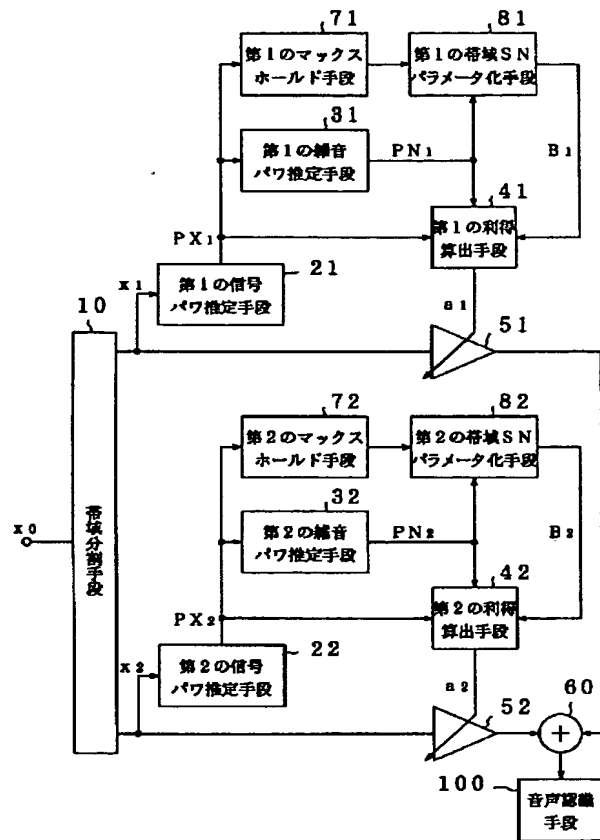 71
第1のマックス
ホールド手段
81
第1の帯域SN
パラメータ化手段
31
第1の雑音
パワ推定手段
PN1
B1
41
第1の利得
算出手段
PX1
x1
21
第1の信号
パワ推定手段
10
a1
51
72
第2のマックス
ホールド手段
82
第2の帯域SN
パラメータ化手段
x0
帯域分割手段
32
第2の雑音
パワ推定手段
PN2
B2
42
第2の利得
算出手段
PX2
x2
22
第2の信号
パワ推定手段
a2
52
60
+
100
音声認識
手段